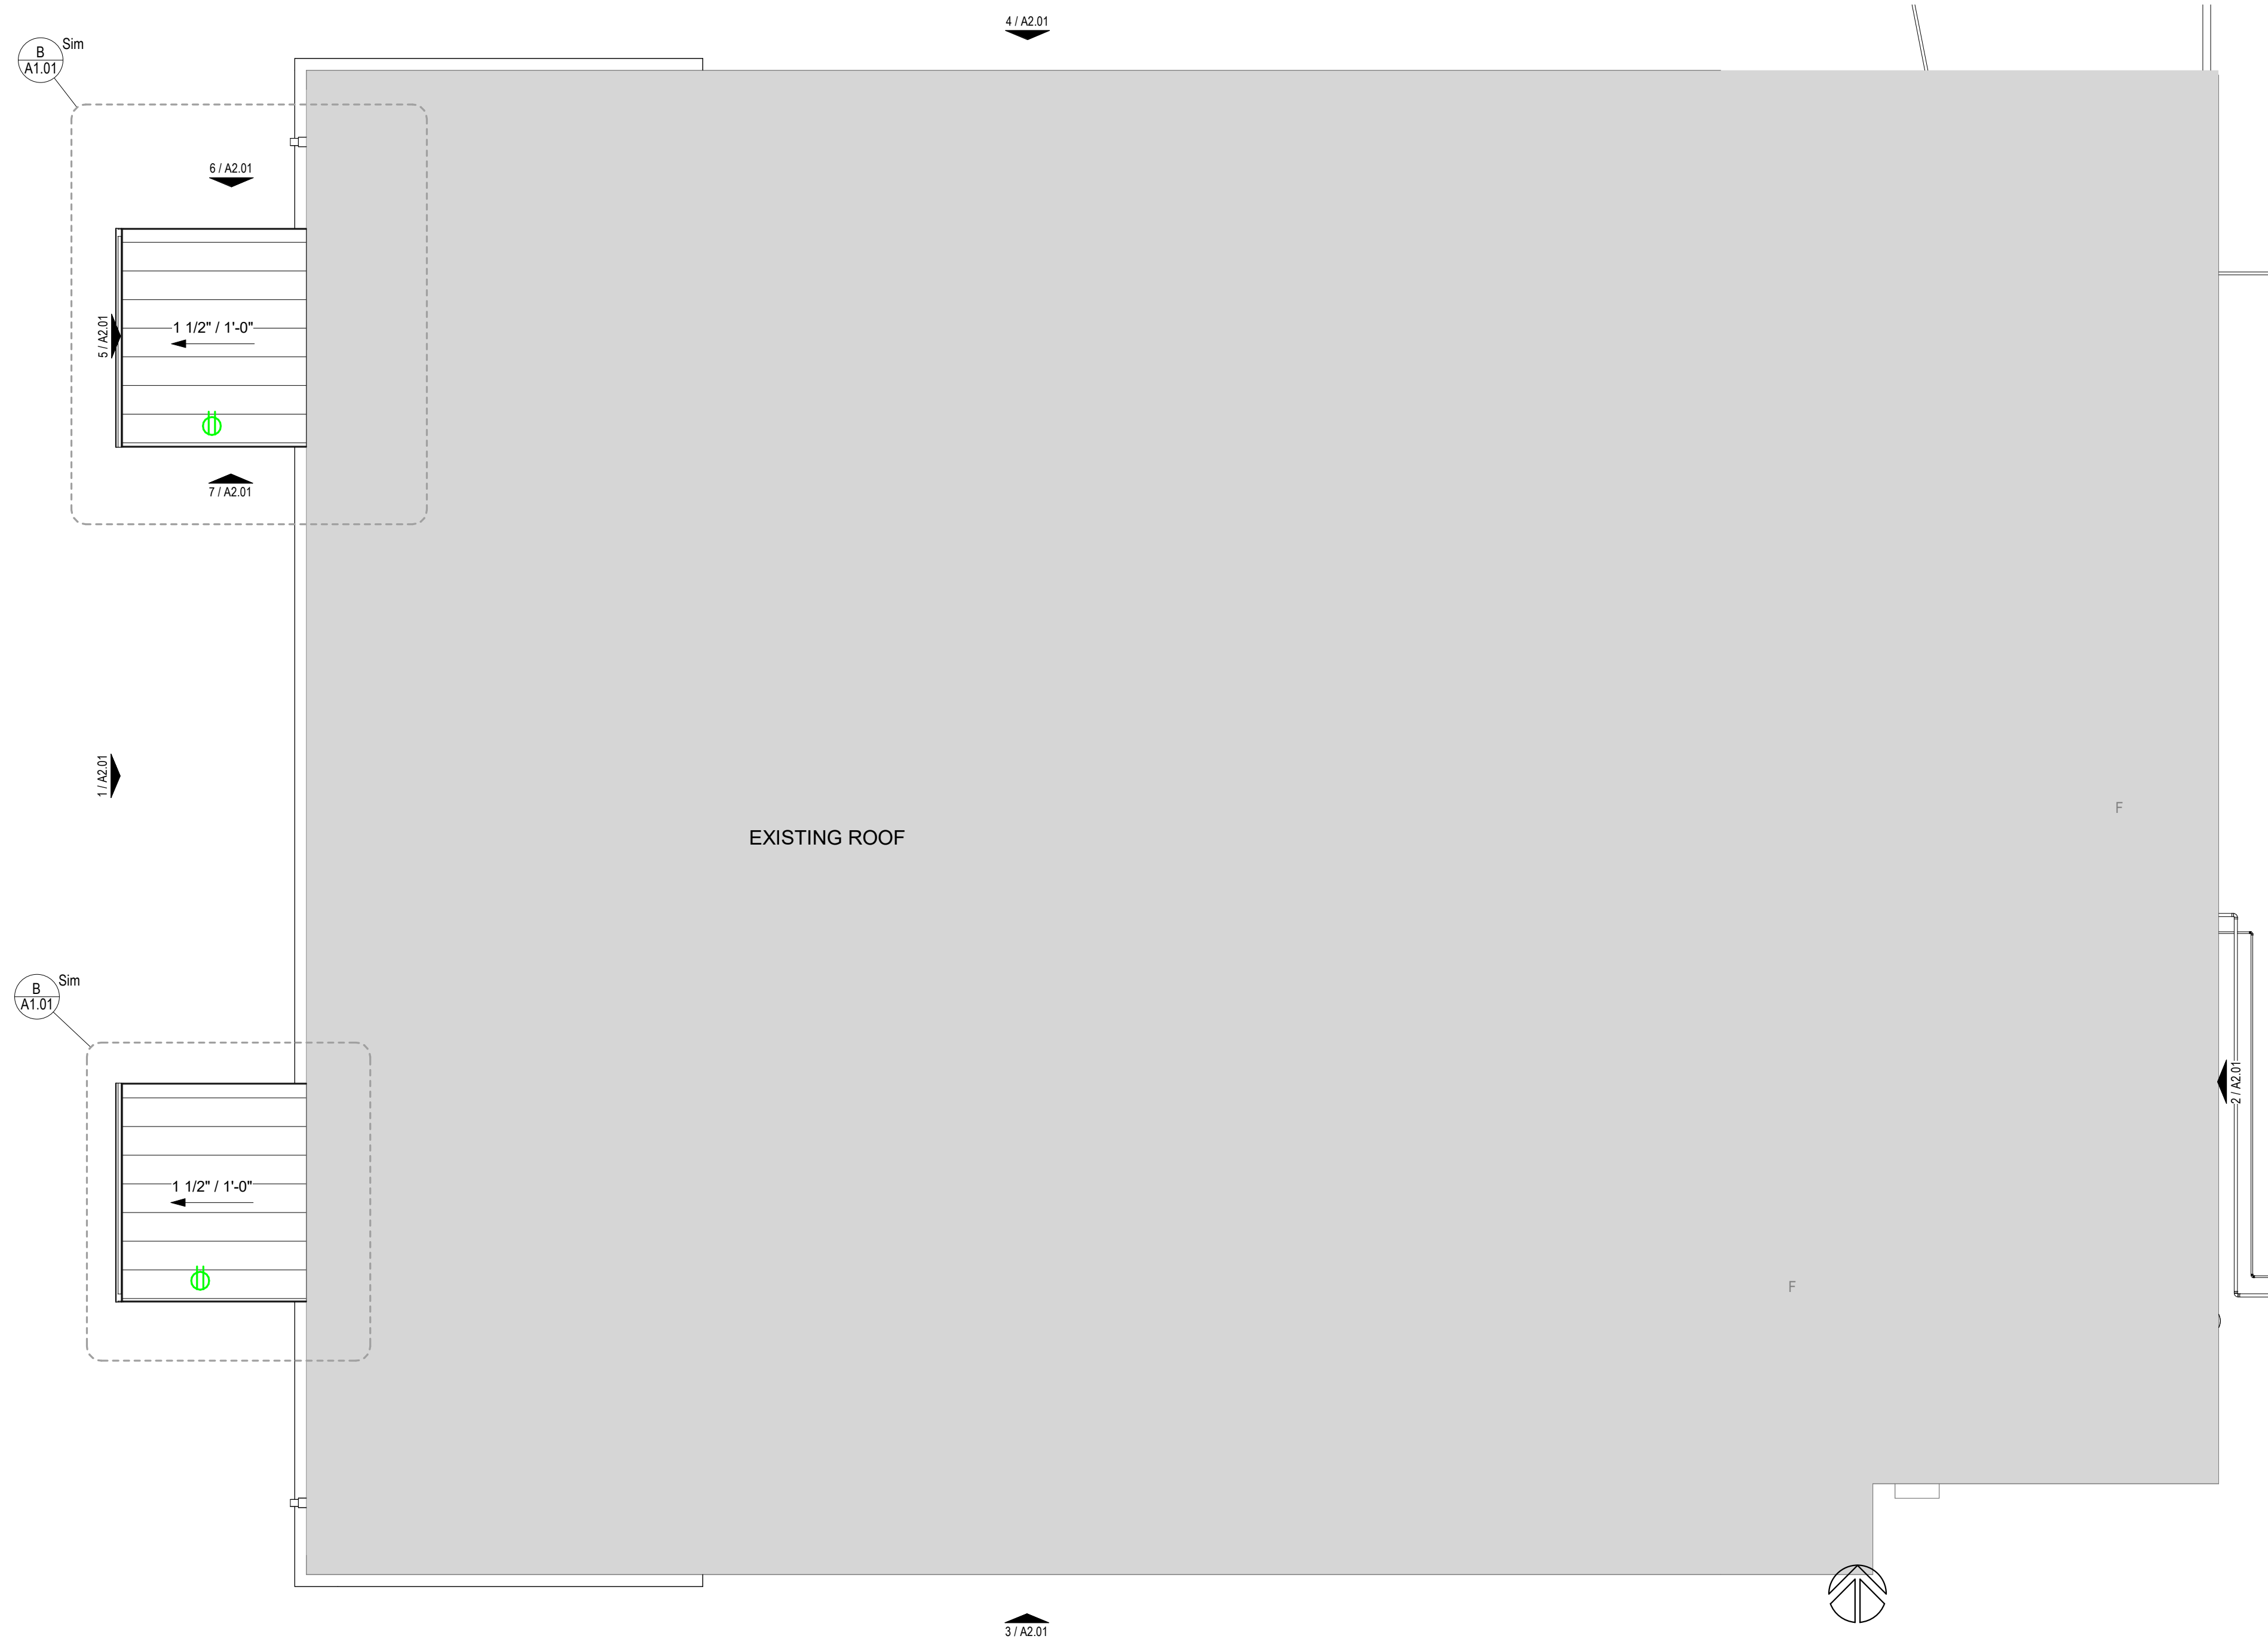 4 / A2.01
B
A1.01
Sim
6 / A2.01
5 / A2.01
1 1/2" / 1'-0"
7 / A2.01
1 / A2.01
EXISTING ROOF
F
B
A1.01
Sim
2 / A2.01
1 1/2" / 1'-0"
F
3 / A2.01